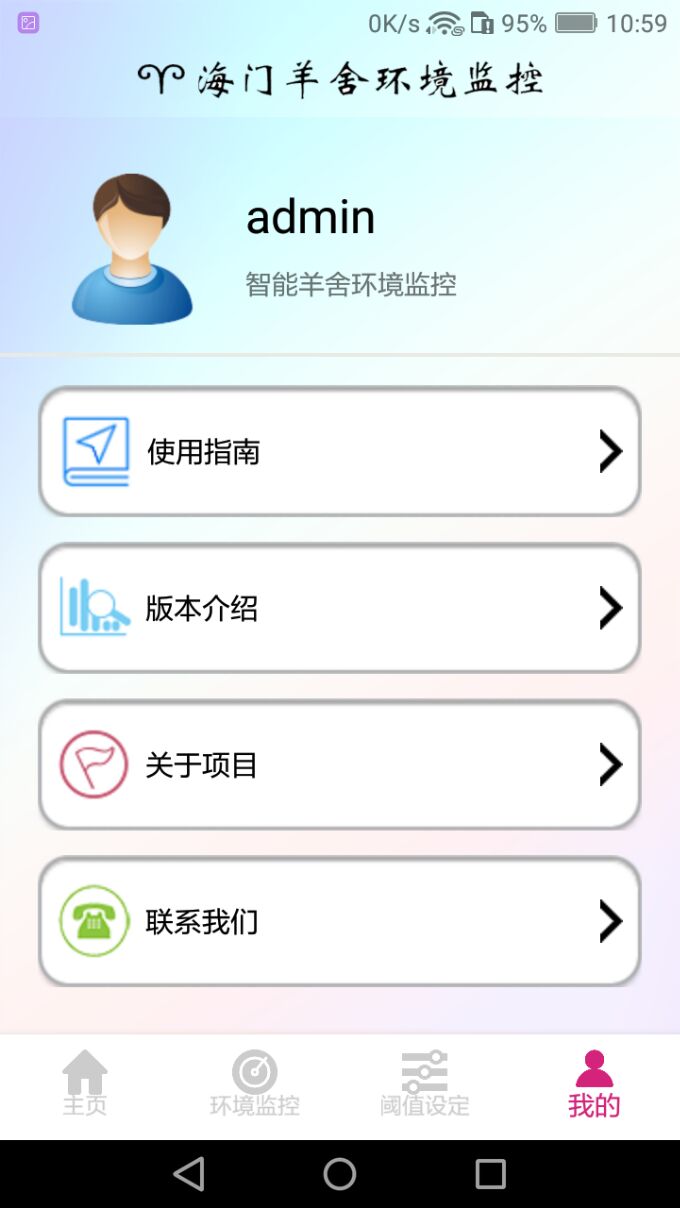 0K/s 95% 10:59
海门羊舍环境监控
admin
智能羊舍环境监控
使用指南
版本介绍
关于项目
联系我们
主页 环境监控 阈值设定 我的